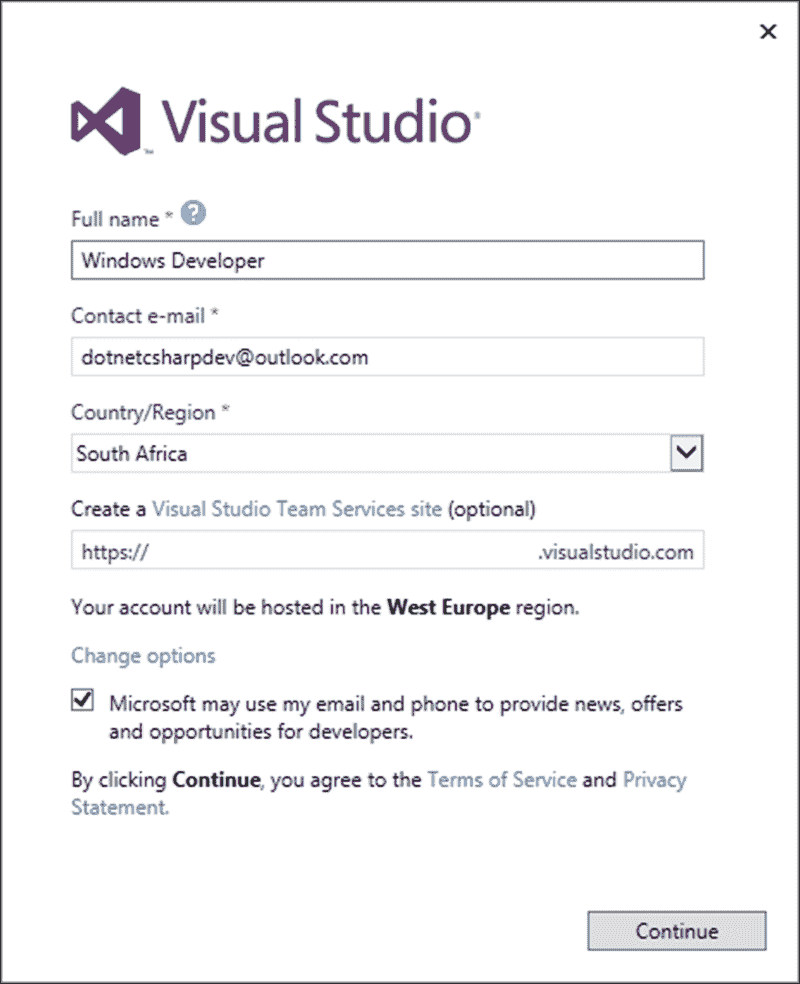 Visual Studio®
Full name * ?
Windows Developer
Contact e-mail *
dotnetcsharpdev@outlook.com
Country/Region *
South Africa
Create a Visual Studio Team Services site (optional)
https:// .visualstudio.com
Your account will be hosted in the West Europe region.
Change options
Microsoft may use my email and phone to provide news, offers
and opportunities for developers.
By clicking Continue, you agree to the Terms of Service and Privacy
Statement.
Continue